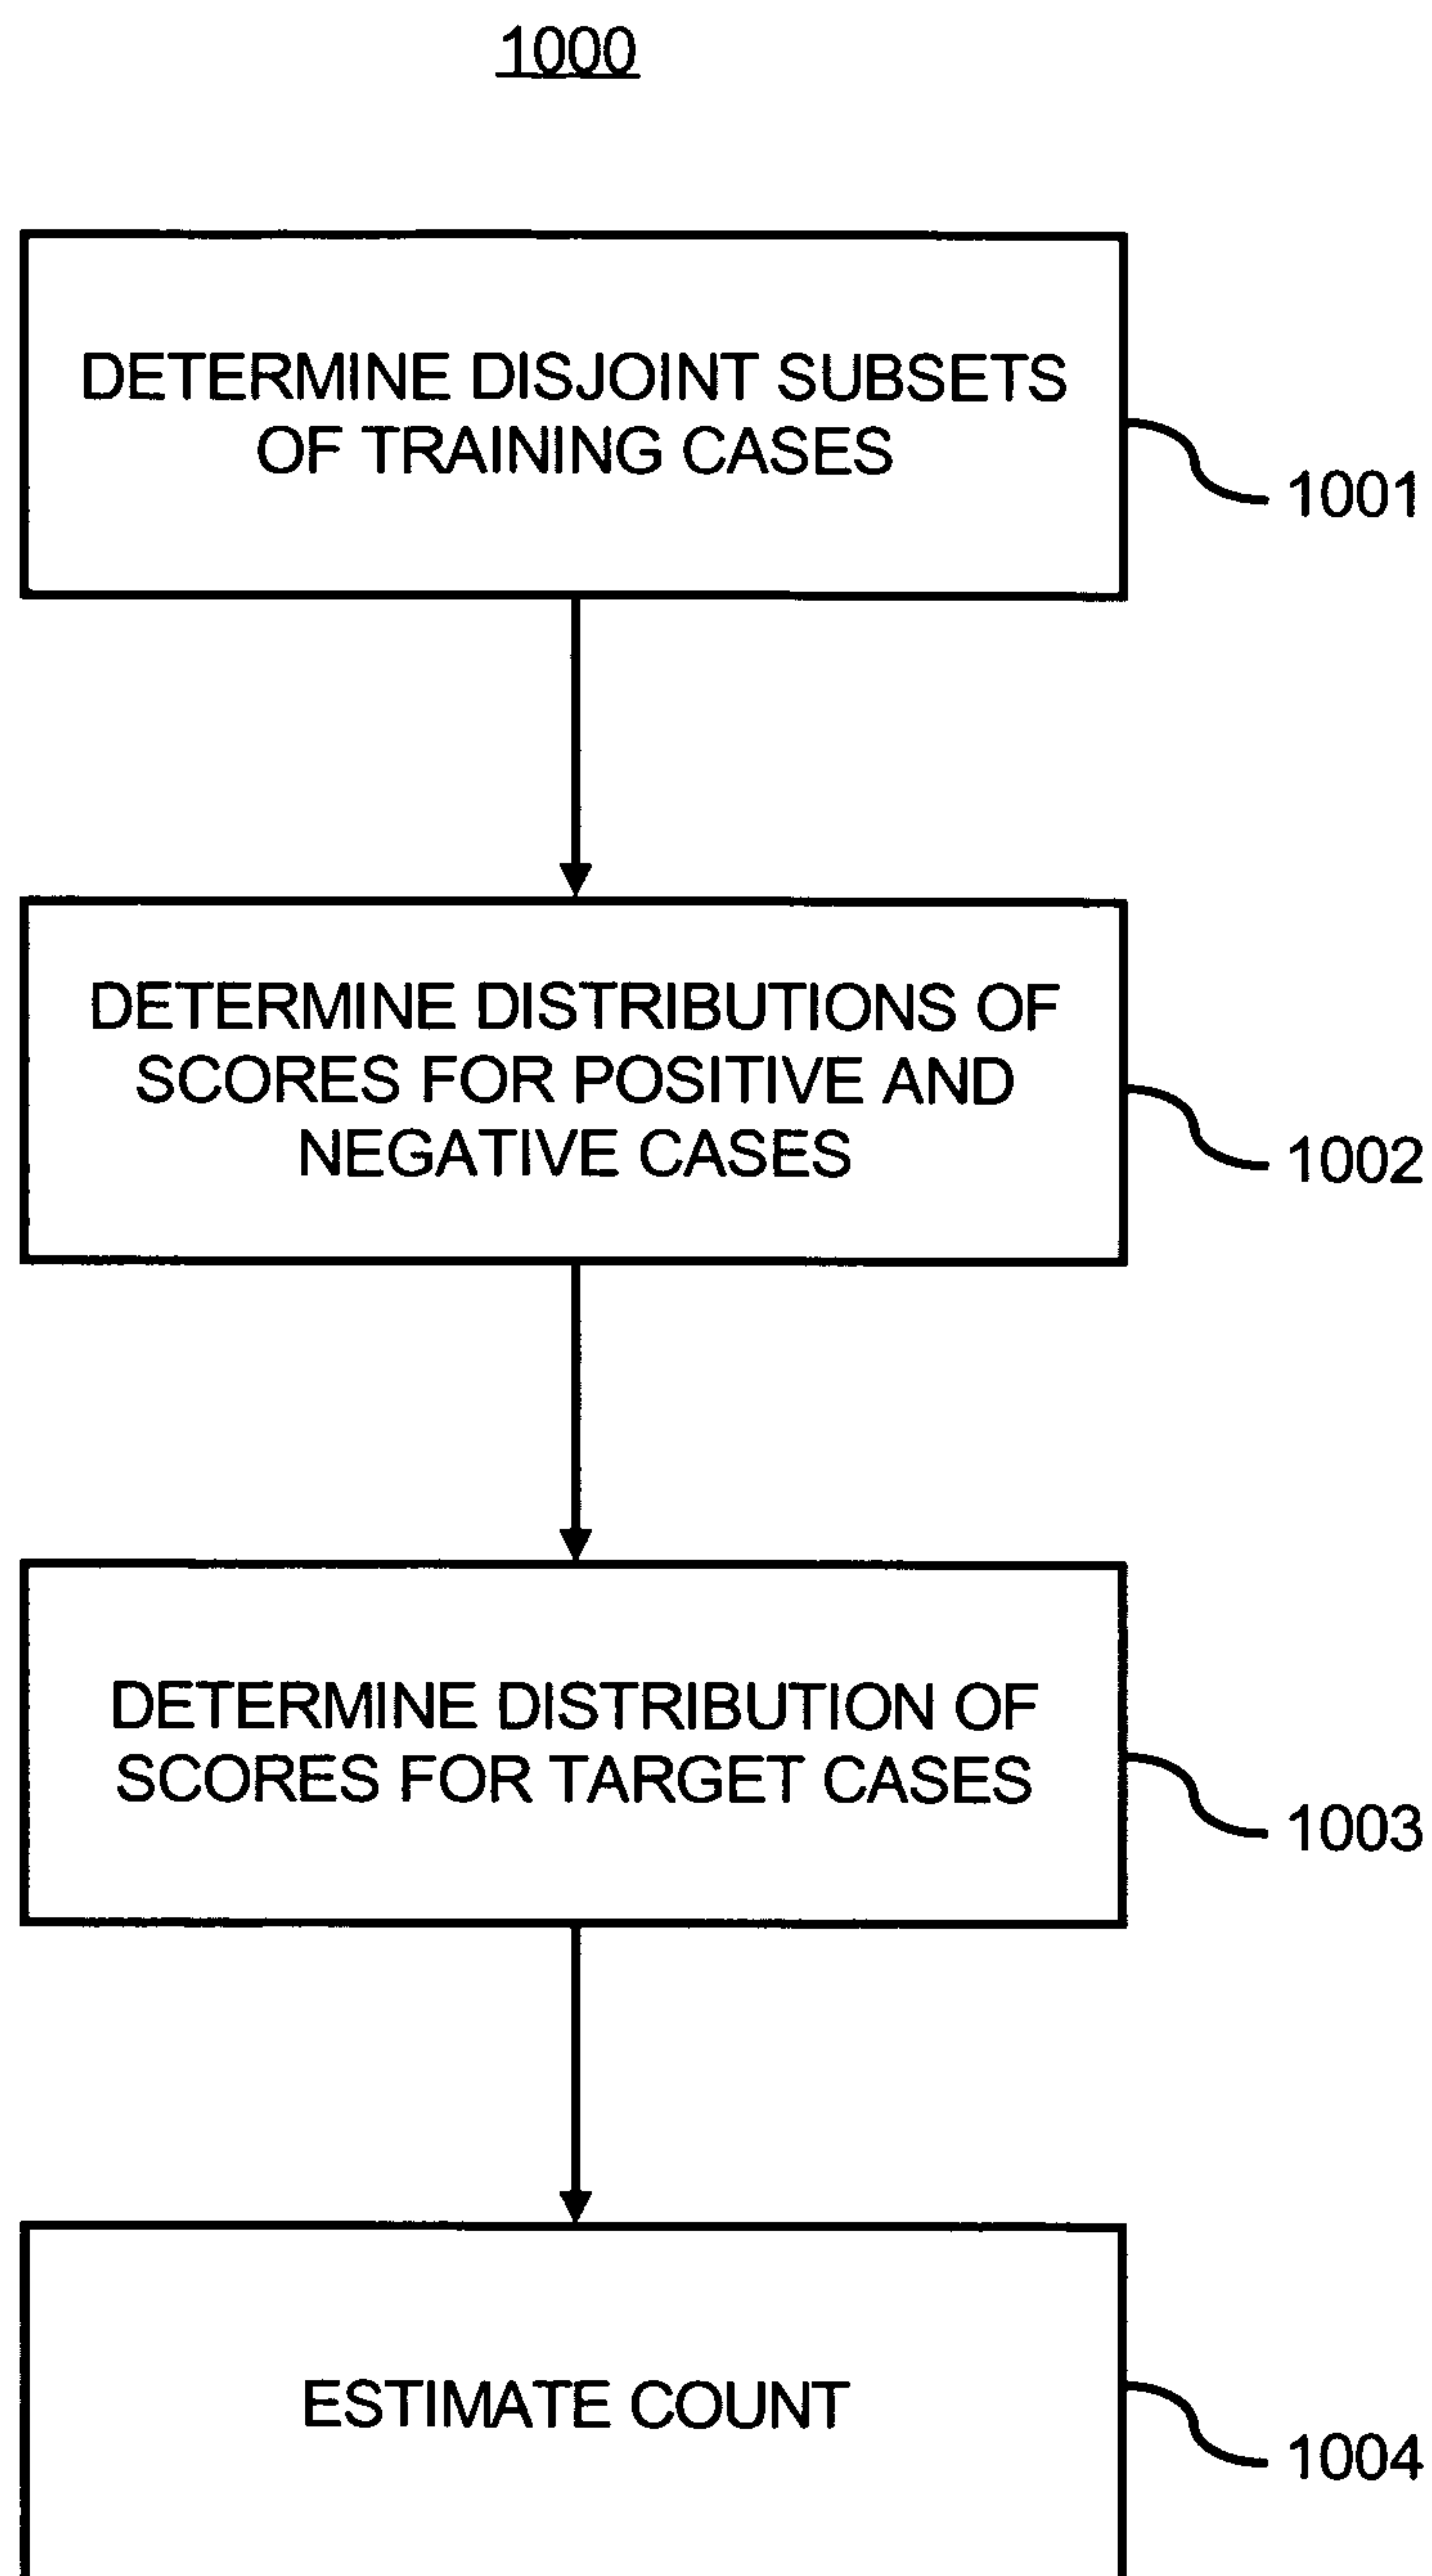 1000
DETERMINE DISJOINT SUBSETS
OF TRAINING CASES
1001
DETERMINE DISTRIBUTIONS OF
SCORES FOR POSITIVE AND
NEGATIVE CASES
1002
DETERMINE DISTRIBUTION OF
SCORES FOR TARGET CASES
1003
ESTIMATE COUNT
1004